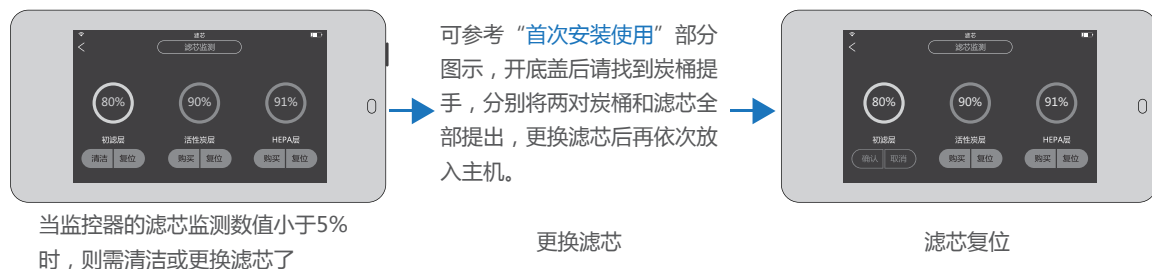 滤芯
滤芯监测
80%
90%
91%
初滤层
活性炭层
HEPA层
清洁 复位
购买 复位
购买 复位
当监控器的滤芯监测数值小于5%
时，则需清洁或更换滤芯了
可参考“首次安装使用”部分
图示，开底盖后请找到炭桶提
手，分别将两对炭桶和滤芯全
部提出，更换滤芯后再依次放
入主机。
更换滤芯
滤芯
滤芯监测
80%
90%
91%
初滤层
活性炭层
HEPA层
确认 取消
购买 复位
购买 复位
滤芯复位